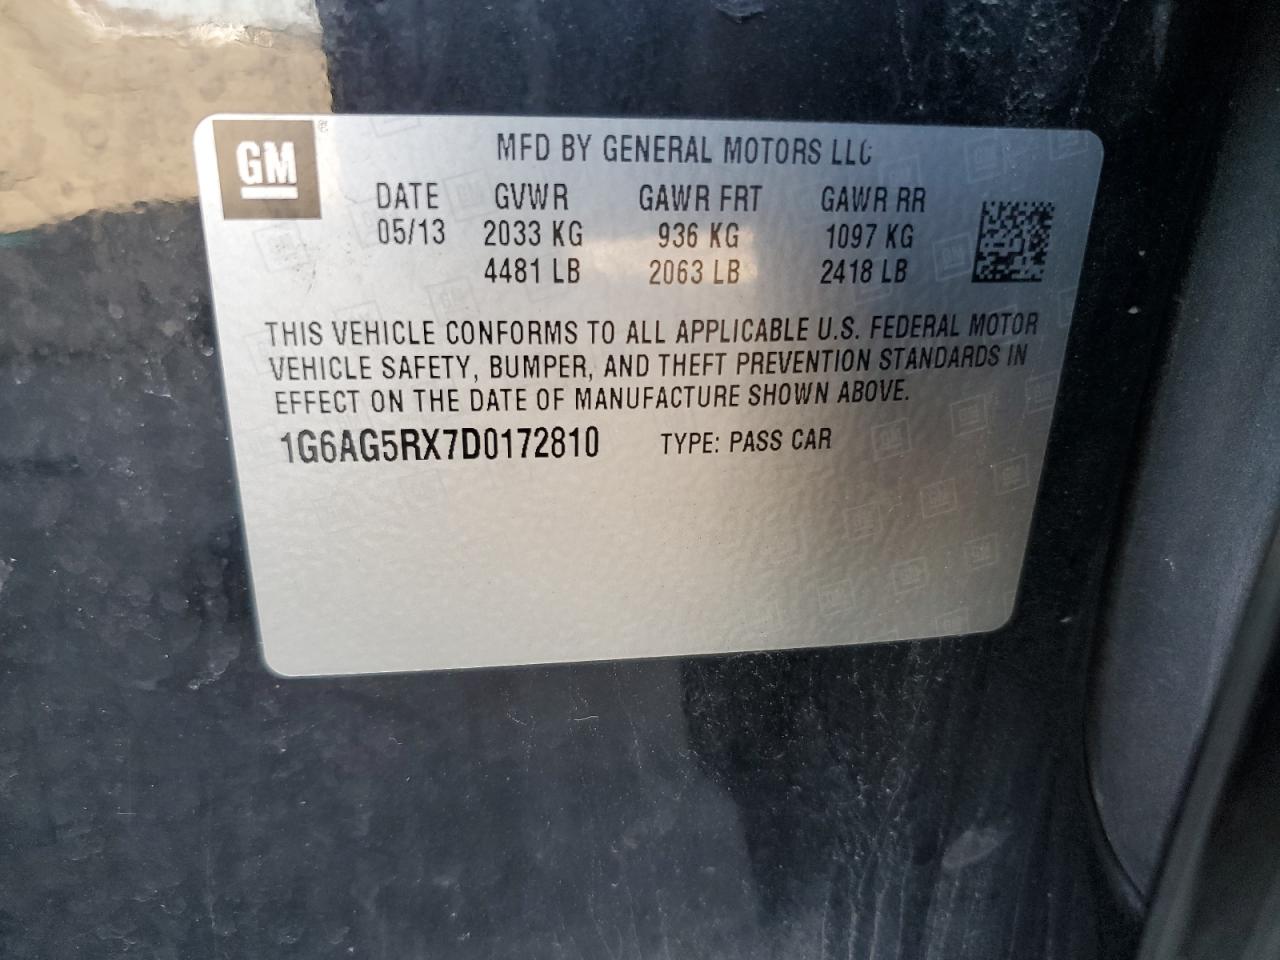 GM
MFD BY GENERAL MOTORS LLC
DATE GVWR GAWR FRT GAWR RR
05/13 2033 KG 936 KG 1097 KG
4481 LB 2063 LB 2418 LB
THIS VEHICLE CONFORMS TO ALL APPLICABLE U.S. FEDERAL MOTOR
VEHICLE SAFETY, BUMPER, AND THEFT PREVENTION STANDARDS IN
EFFECT ON THE DATE OF MANUFACTURE SHOWN ABOVE.
1G6AG5RX7D0172810 TYPE: PASS CAR